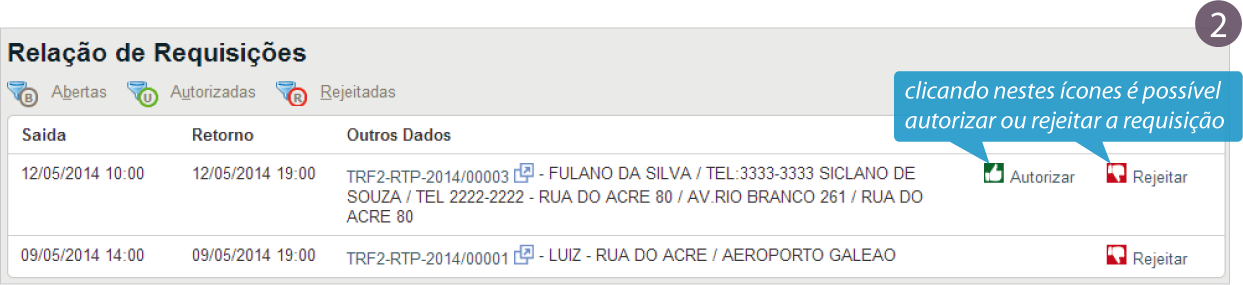 2
Relação de Requisições
Abertas Autorizadas Rejeitadas
clicando nestes ícones é possível
autorizar ou rejeitar a requisição
Saida Retorno Outros Dados
12/05/2014 10:00 12/05/2014 19:00 TRF2-RTP-2014/00003 - FULANO DA SILVA / TEL:3333-3333 SICLANO DE Autorizar Rejeitar
SOUZA / TEL 2222-2222 - RUA DO ACRE 80 / AV.RIO BRANCO 261 / RUA DO
ACRE 80
09/05/2014 14:00 09/05/2014 19:00 TRF2-RTP-2014/00001 - LUIZ - RUA DO ACRE / AEROPORTO GALEAO Rejeitar